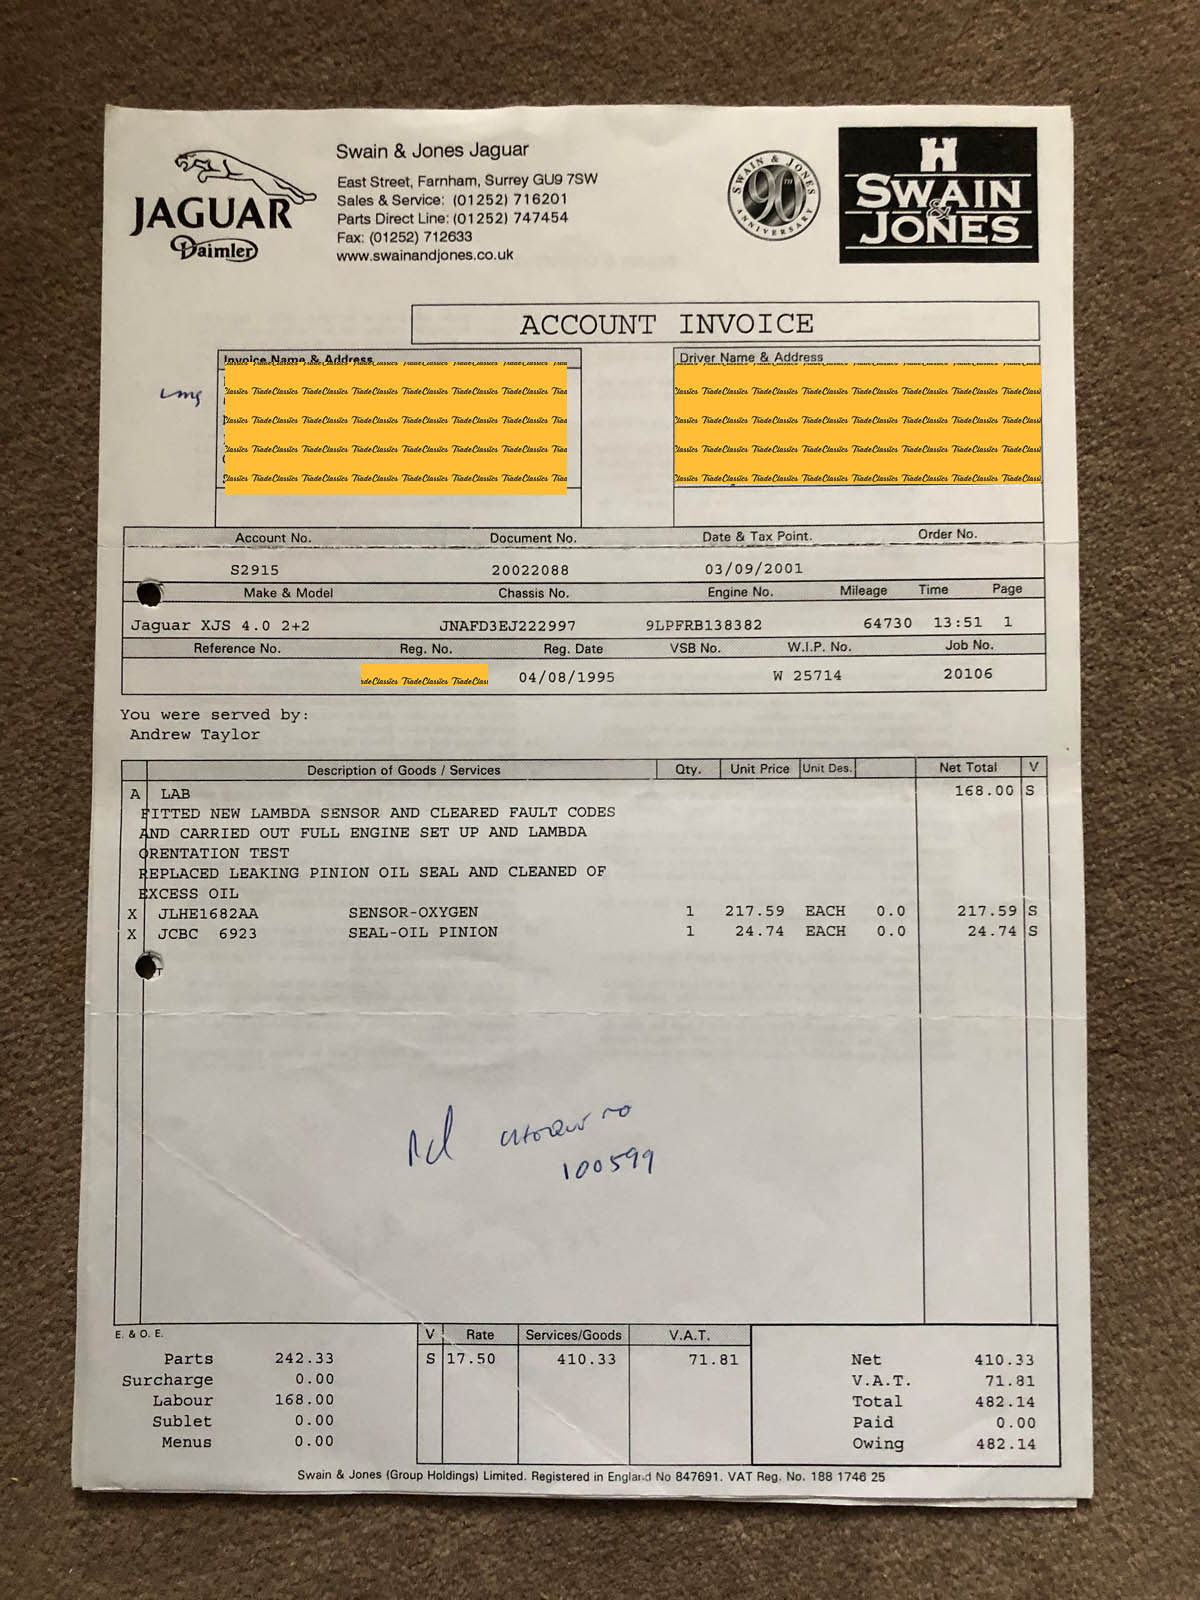 JAGUAR
Daimler
Swain & Jones Jaguar
East Street, Farnham, Surrey GU9 7SW
Sales & Service: (01252) 716201
Parts Direct Line: (01252) 747454
Fax: (01252) 712633
www.swainandjones.co.uk
SWAIN & JONES
90TH
ANNIVERSARY
SWAIN
&
JONES
ACCOUNT INVOICE
Invoice Name & Address
Driver Name & Address
TradeClassics TradeClassics TradeClassics TradeClassics TradeClassics
Account No. Document No. Date & Tax Point. Order No.
S2915 20022088 03/09/2001
Make & Model Chassis No. Engine No. Mileage Time Page
Jaguar XJS 4.0 2+2 JNAFD3EJ222997 9LPFRB138382 64730 13:51 1
Reference No. Reg. No. Reg. Date VSB No. W.I.P. No. Job No.
TradeClassics 04/08/1995 W 25714 20106
You were served by:
Andrew Taylor
Description of Goods / Services Qty. Unit Price Unit Des. Net Total V
A LAB 168.00 S
FITTED NEW LAMBDA SENSOR AND CLEARED FAULT CODES
AND CARRIED OUT FULL ENGINE SET UP AND LAMBDA
ORENTATION TEST
REPLACED LEAKING PINION OIL SEAL AND CLEANED OF
EXCESS OIL
X JLHE1682AA SENSOR-OXYGEN 1 217.59 EACH 0.0 217.59 S
X JCBC 6923 SEAL-OIL PINION 1 24.74 EACH 0.0 24.74 S
100599
E. & O. E.
V Rate Services/Goods V.A.T.
S 17.50 410.33 71.81
Parts 242.33
Surcharge 0.00
Labour 168.00
Sublet 0.00
Menus 0.00
Net 410.33
V.A.T. 71.81
Total 482.14
Paid 0.00
Owing 482.14
Swain & Jones (Group Holdings) Limited. Registered in England No 847691. VAT Reg. No. 188 1746 25